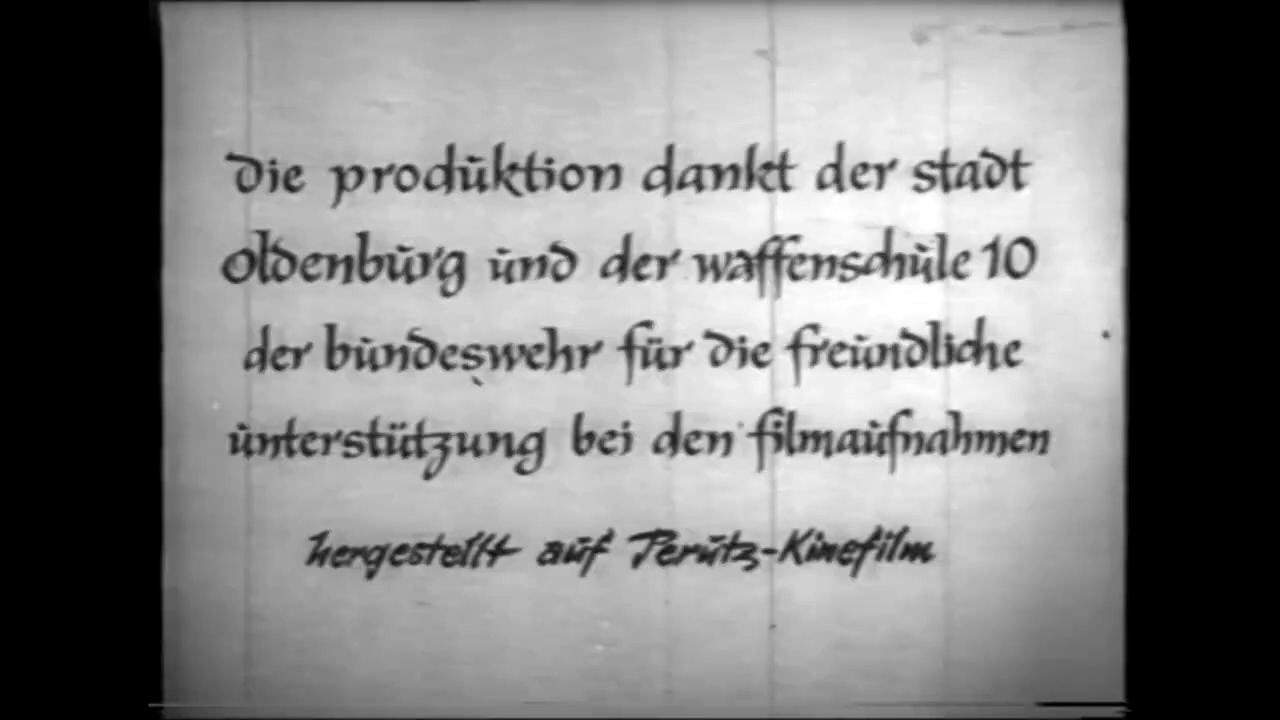 die produktion dankt der stadt
oldenburg und der waffenschule 10
der bundeswehr für die freundliche
unterstützung bei den filmaufnahmen
hergestellt auf Perutz-Kinefilm